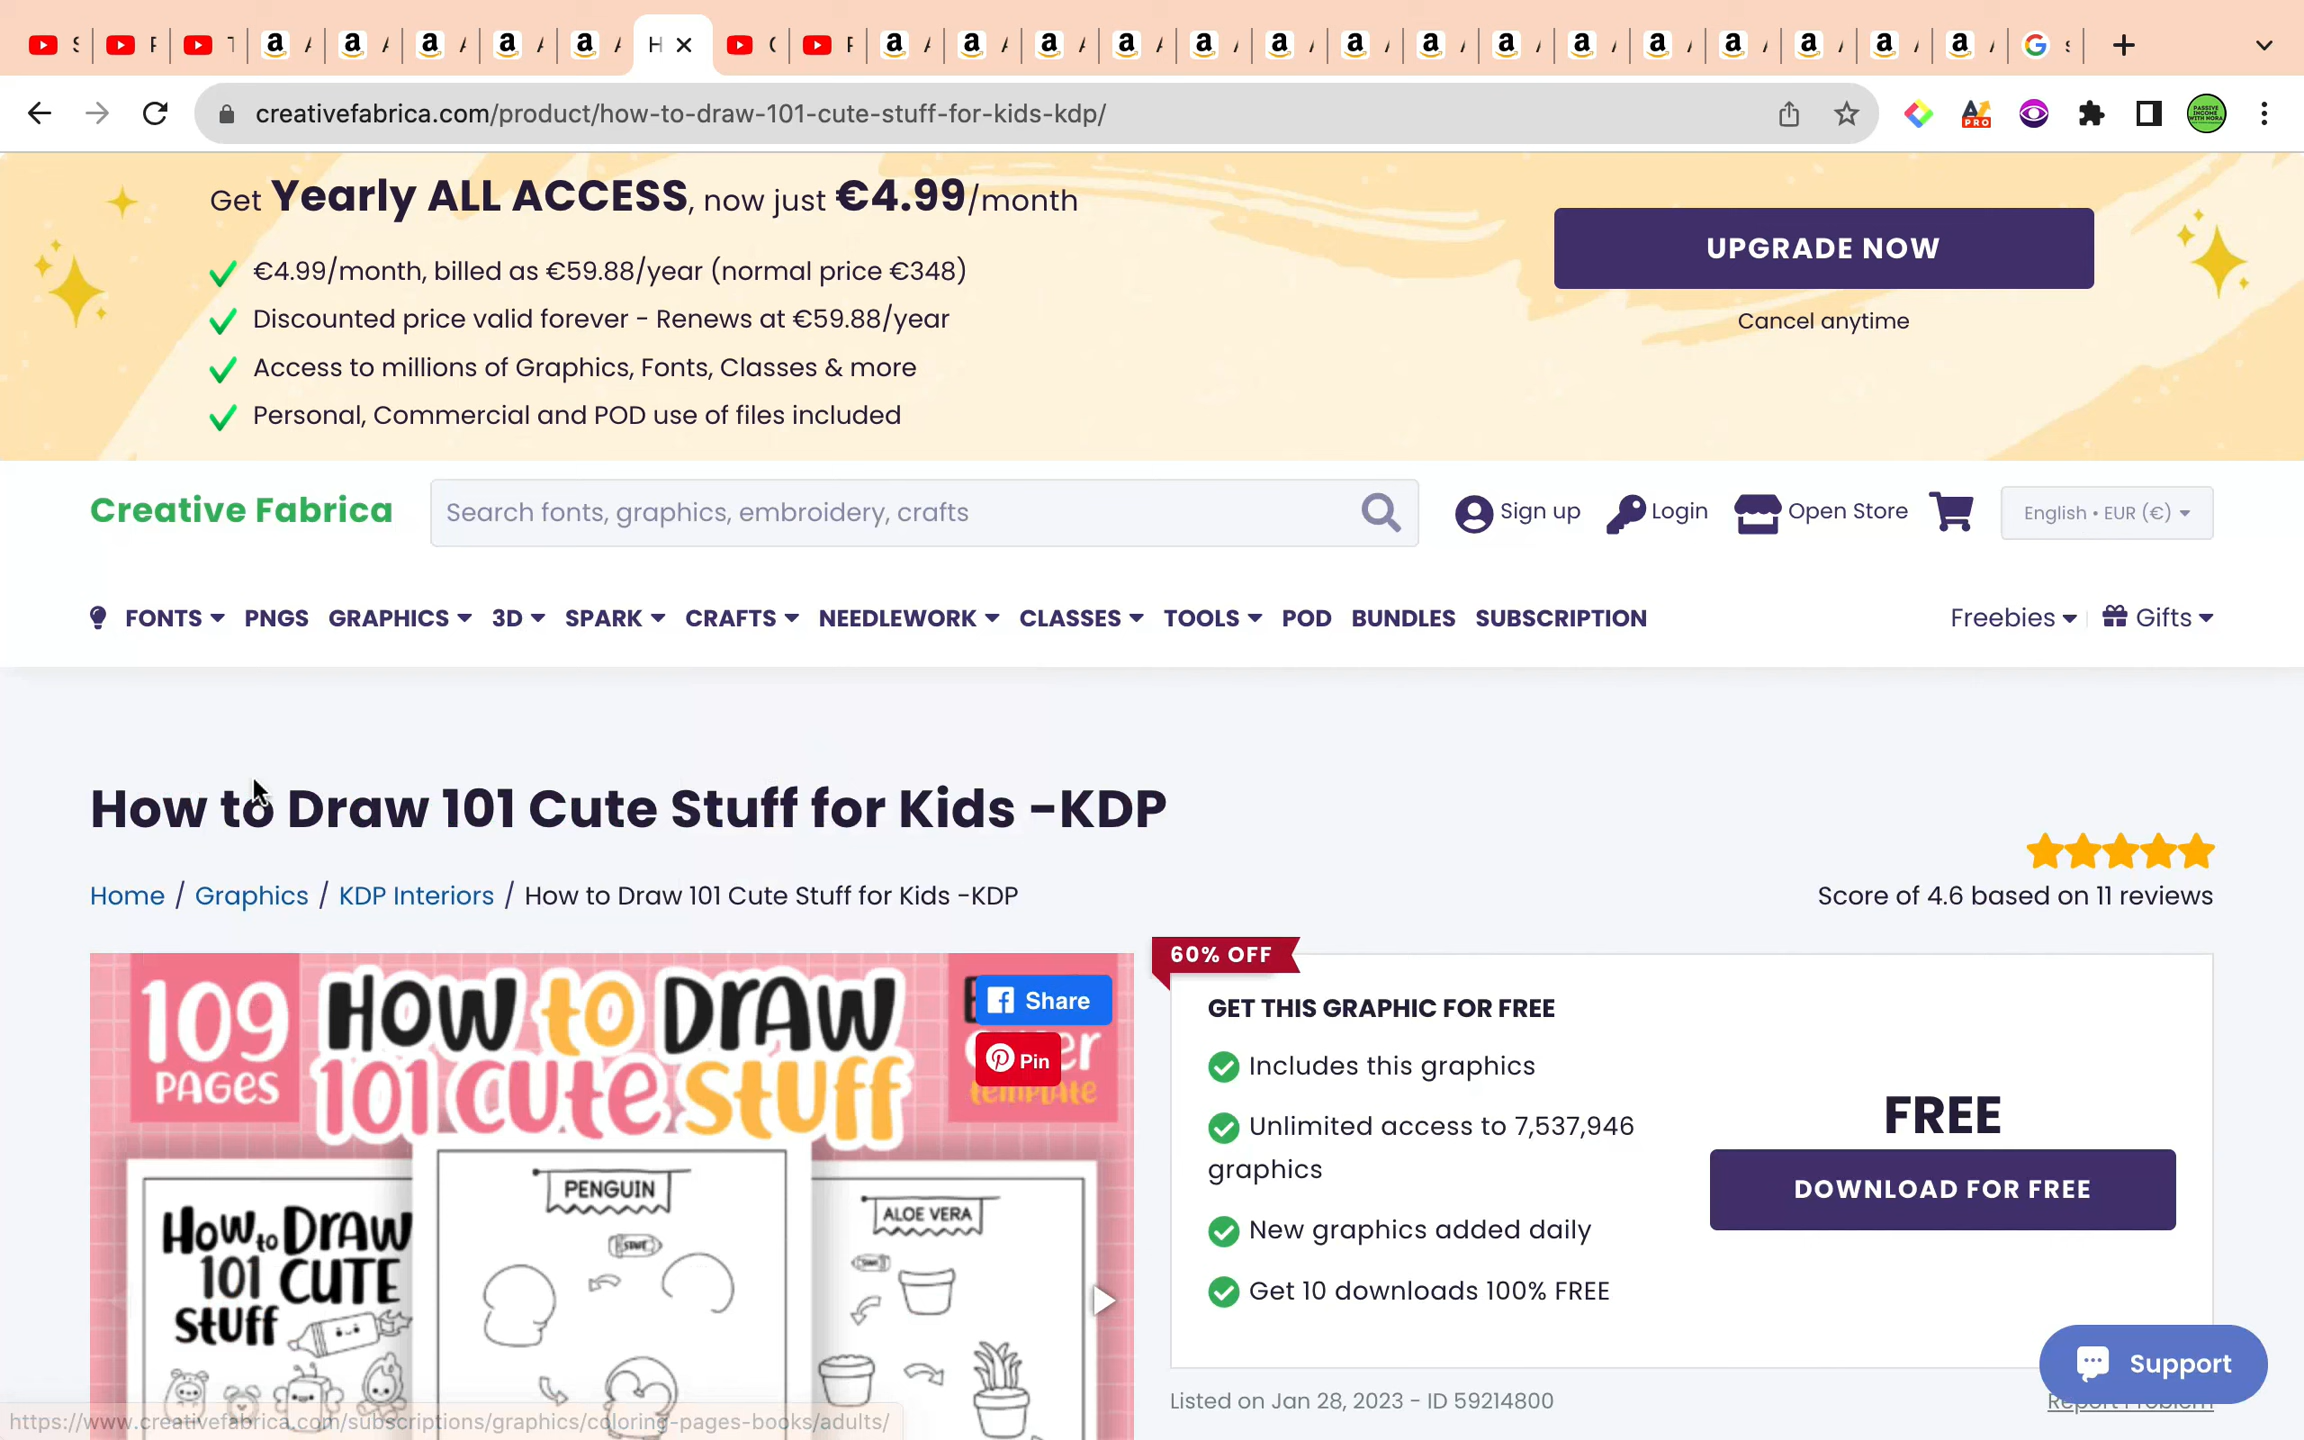 creativefabrica.com/product/how-to-draw-101-cute-stuff-for-kids-kdp/
Get Yearly ALL ACCESS, now just €4.99/month
€4.99/month, billed as €59.88/year (normal price €348)
Discounted price valid forever - Renews at €59.88/year
Access to millions of Graphics, Fonts, Classes & more
Personal, Commercial and POD use of files included
UPGRADE NOW
Cancel anytime
Creative Fabrica
Search fonts, graphics, embroidery, crafts
Sign up
Login
Open Store
English • EUR (€)
FONTS PNGS GRAPHICS 3D SPARK CRAFTS NEEDLEWORK CLASSES TOOLS POD BUNDLES SUBSCRIPTION
Freebies Gifts
How to Draw 101 Cute Stuff for Kids -KDP
Home / Graphics / KDP Interiors / How to Draw 101 Cute Stuff for Kids -KDP
Score of 4.6 based on 11 reviews
109
PAGES
HOW to DRAW
101 CUTE STUFF
template
Share
Pin
How to DRAW
101 CUTE
STUFF
PENGUIN
START
ALOE VERA
60% OFF
GET THIS GRAPHIC FOR FREE
Includes this graphics
Unlimited access to 7,537,946
graphics
New graphics added daily
Get 10 downloads 100% FREE
FREE
DOWNLOAD FOR FREE
Support
Listed on Jan 28, 2023 - ID 59214800
Report Problem
https://www.creativefabrica.com/subscriptions/graphics/coloring-pages-books/adults/